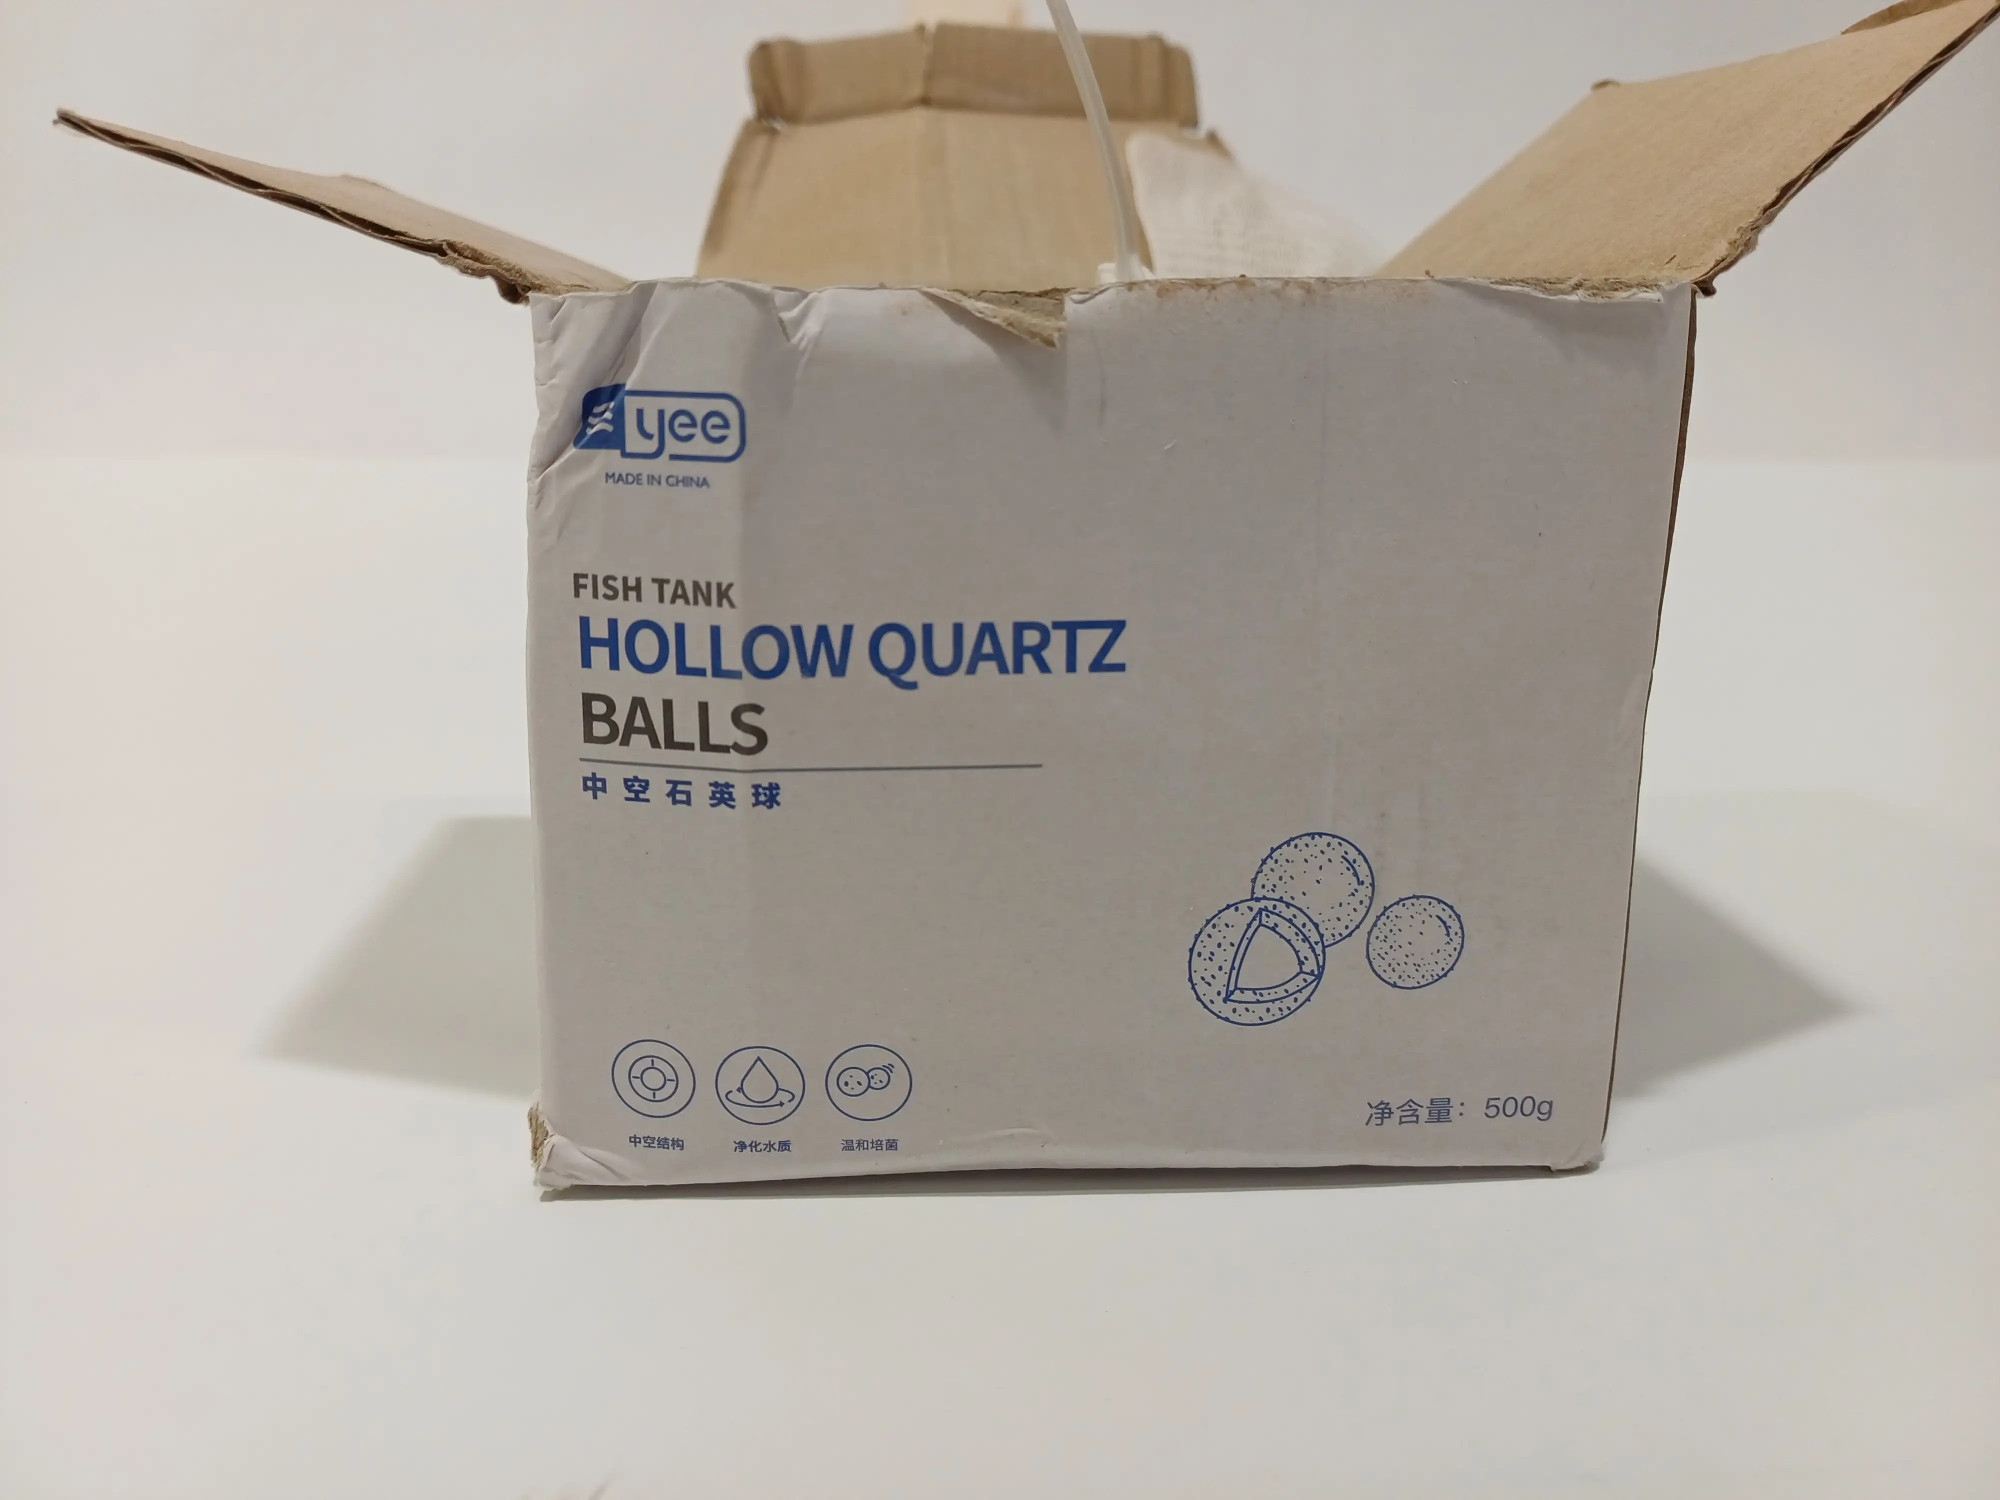 yee
MADE IN CHINA
FISH TANK
HOLLOW QUARTZ
BALLS
中空石英球
中空结构
净化水质
温和培菌
净含量：500g